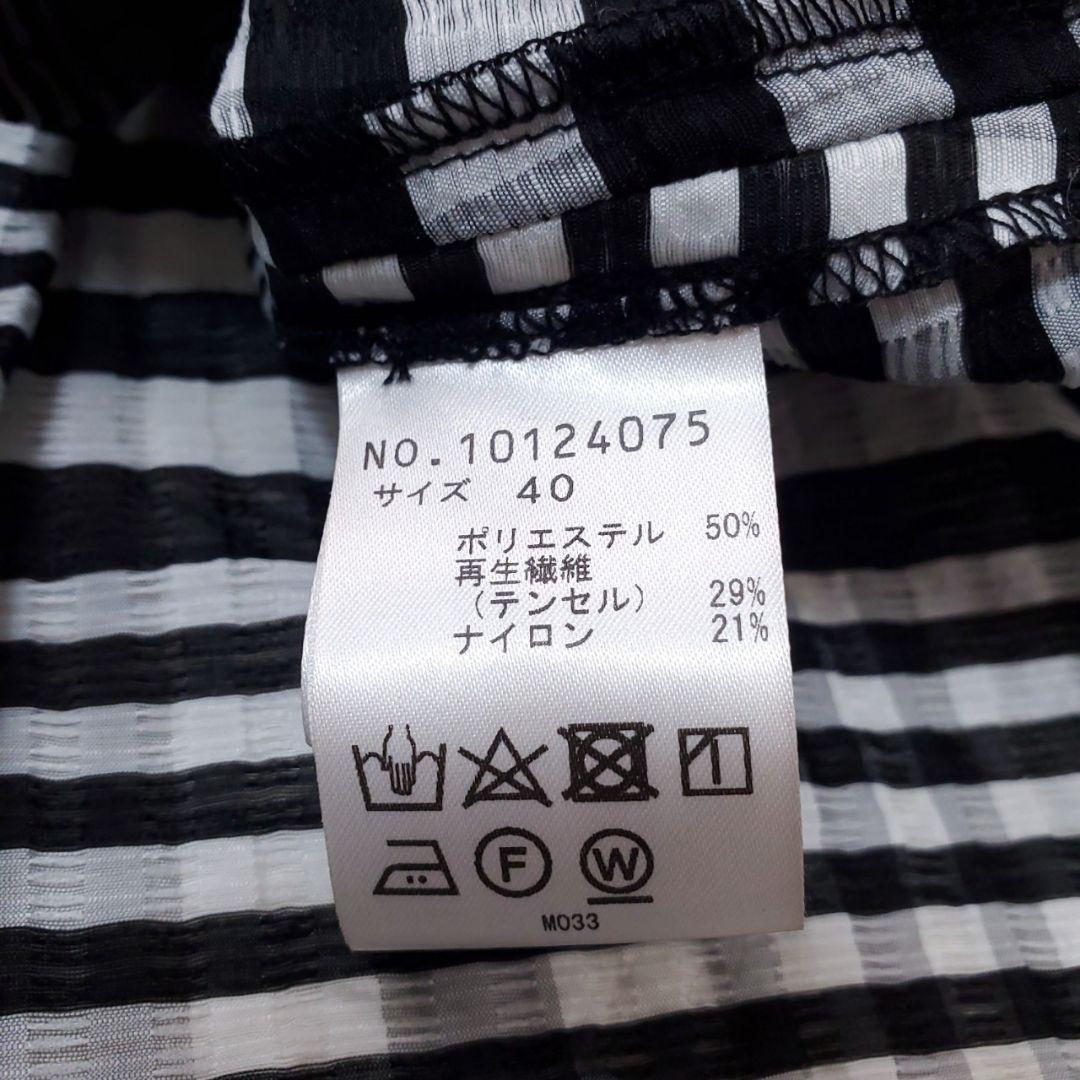 NO.10124075
サイズ 40
ポリエステル 50%
再生繊維
(テンセル) 29%
ナイロン 21%
F W
M033